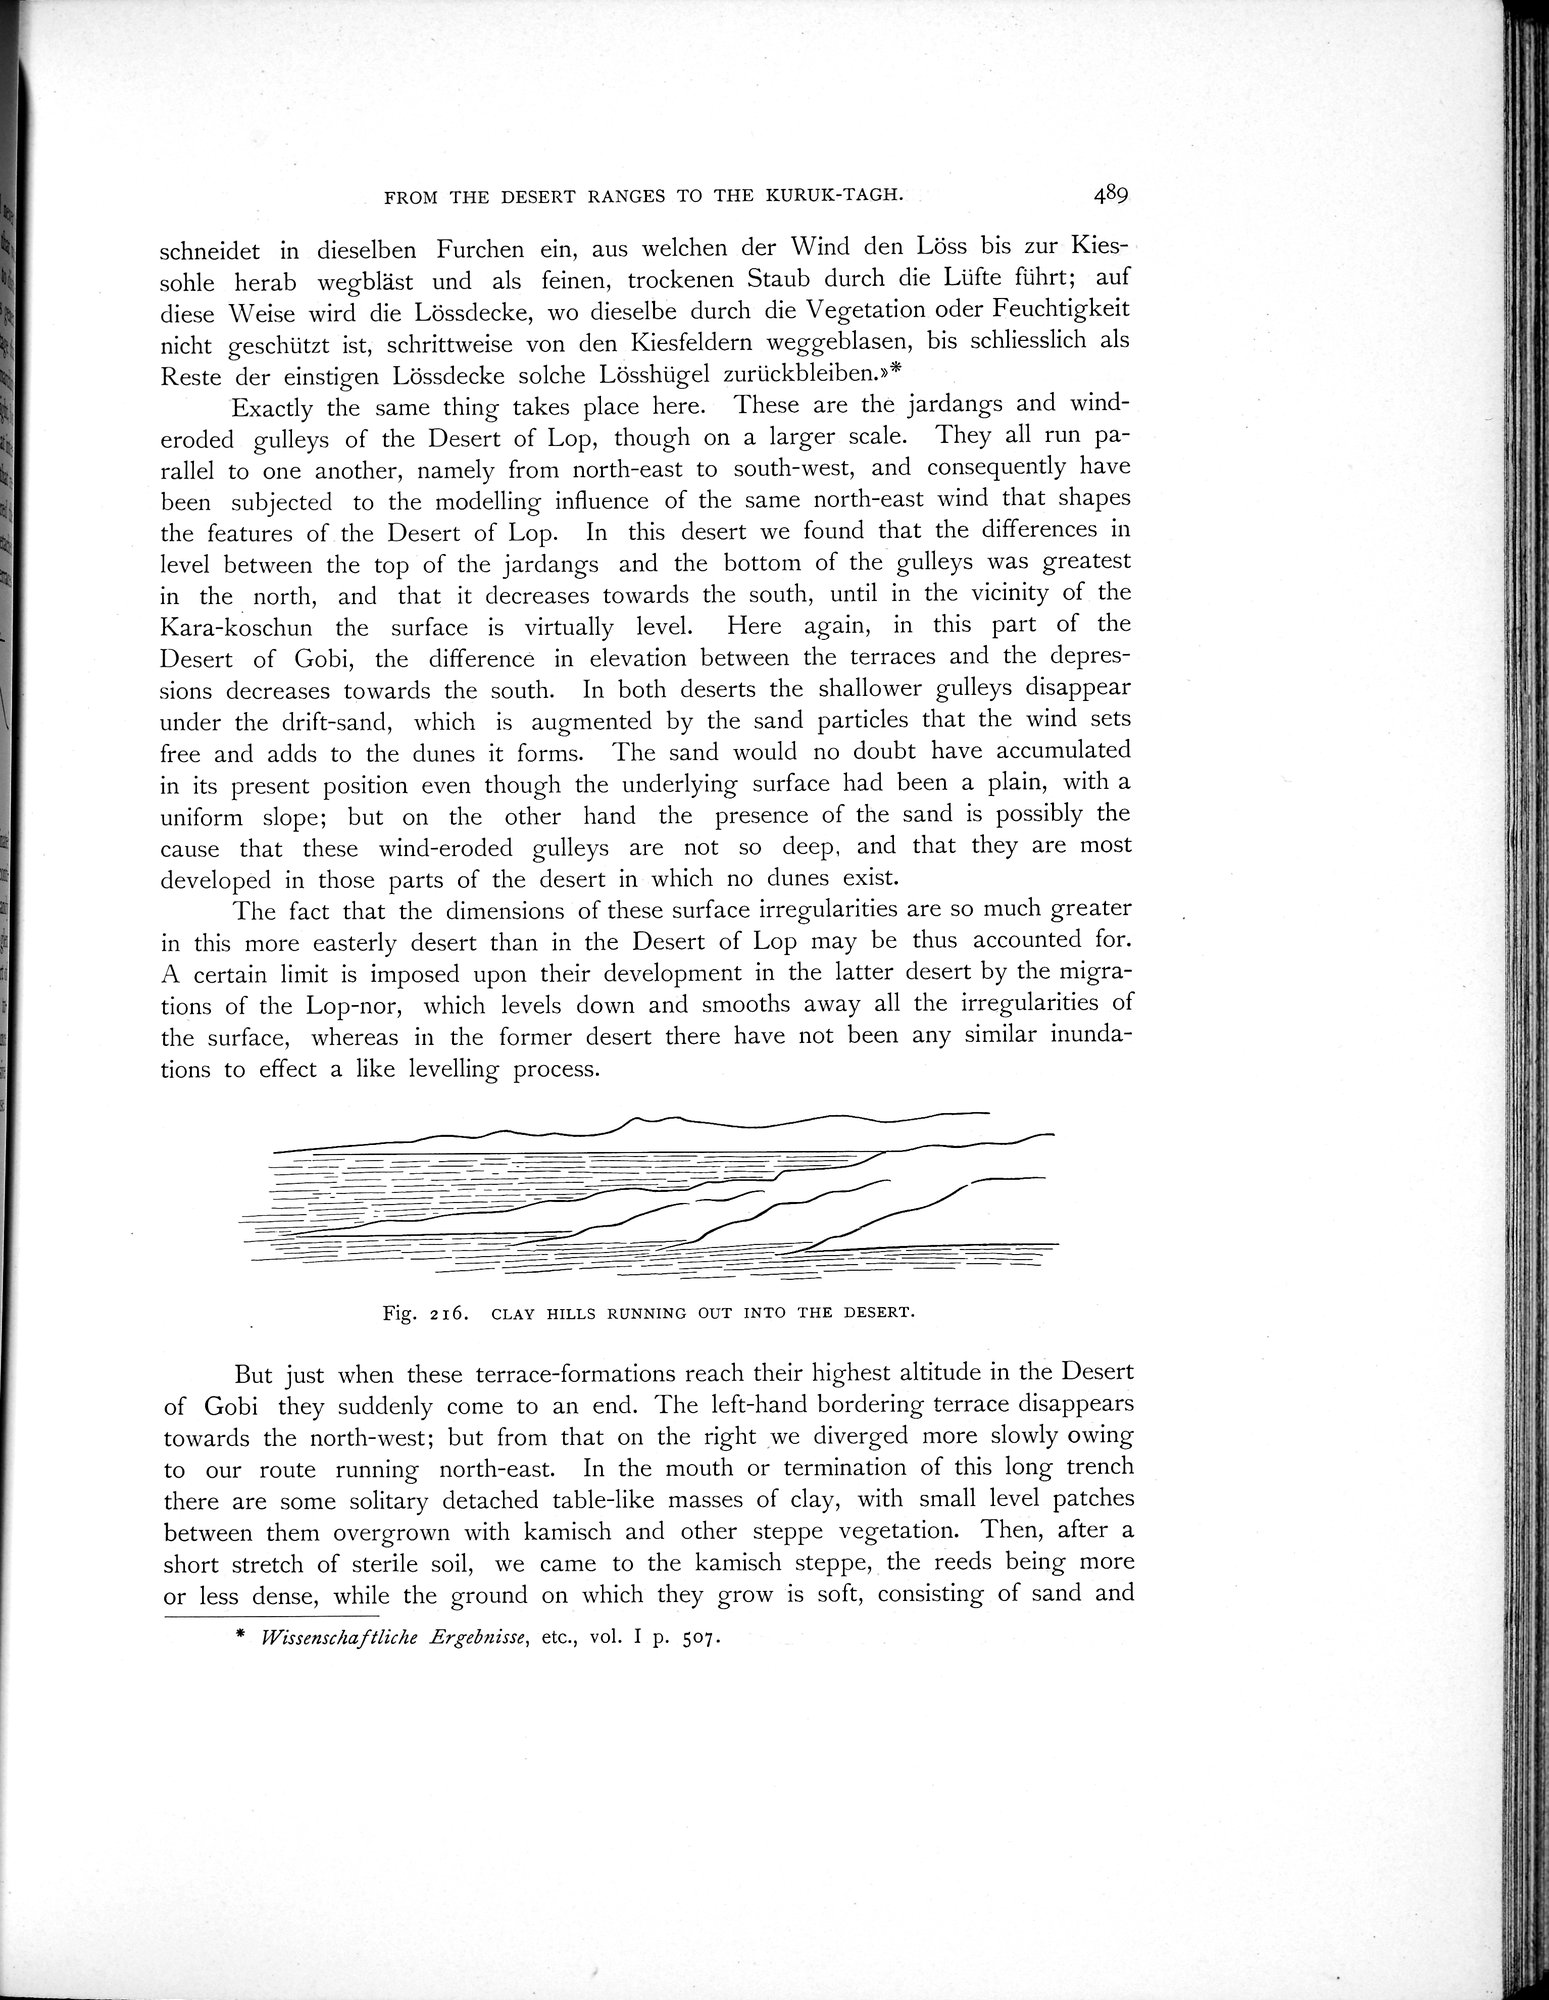 FROM THE DESERT RANGES TO THE KURUK-TAGH. 489
schneidet in dieselben Furchen ein, aus welchen der Wind den Löss bis zur Kies-
sohle herab wegbläst und als feinen, trockenen Staub durch die Lüfte führt; auf
diese Weise wird die Lössdecke, wo dieselbe durch die Vegetation oder Feuchtigkeit
nicht geschützt ist, schrittweise von den Kiesfeldern weggeblasen, bis schliesslich als
Reste der einstigen Lössdecke solche Lösshügel zurückbleiben.»*
Exactly the same thing takes place here. These are the jardangs and wind-
eroded gulleys of the Desert of Lop, though on a larger scale. They all run pa-
rallel to one another, namely from north-east to south-west, and consequently have
been subjected to the modelling influence of the same north-east wind that shapes
the features of the Desert of Lop. In this desert we found that the differences in
level between the top of the jardangs and the bottom of the gulleys was greatest
in the north, and that it decreases towards the south, until in the vicinity of the
Kara-koschun the surface is virtually level. Here again, in this part of the
Desert of Gobi, the difference in elevation between the terraces and the depres-
sions decreases towards the south. In both deserts the shallower gulleys disappear
under the drift-sand, which is augmented by the sand particles that the wind sets
free and adds to the dunes it forms. The sand would no doubt have accumulated
in its present position even though the underlying surface had been a plain, with a
uniform slope; but on the other hand the presence of the sand is possibly the
cause that these wind-eroded gulleys are not so deep, and that they are most
developed in those parts of the desert in which no dunes exist.
The fact that the dimensions of these surface irregularities are so much greater
in this more easterly desert than in the Desert of Lop may be thus accounted for.
A certain limit is imposed upon their development in the latter desert by the migra-
tions of the Lop-nor, which levels down and smooths away all the irregularities of
the surface, whereas in the former desert there have not been any similar inunda-
tions to effect a like levelling process.
Fig. 216. CLAY HILLS RUNNING OUT INTO THE DESERT.
But just when these terrace-formations reach their highest altitude in the Desert
of Gobi they suddenly come to an end. The left-hand bordering terrace disappears
towards the north-west; but from that on the right we diverged more slowly owing
to our route running north-east. In the mouth or termination of this long trench
there are some solitary detached table-like masses of clay, with small level patches
between them overgrown with kamisch and other steppe vegetation. Then, after a
short stretch of sterile soil, we came to the kamisch steppe, the reeds being more
or less dense, while the ground on which they grow is soft, consisting of sand and
* Wissenschaftliche Ergebnisse, etc., vol. I p. 507.